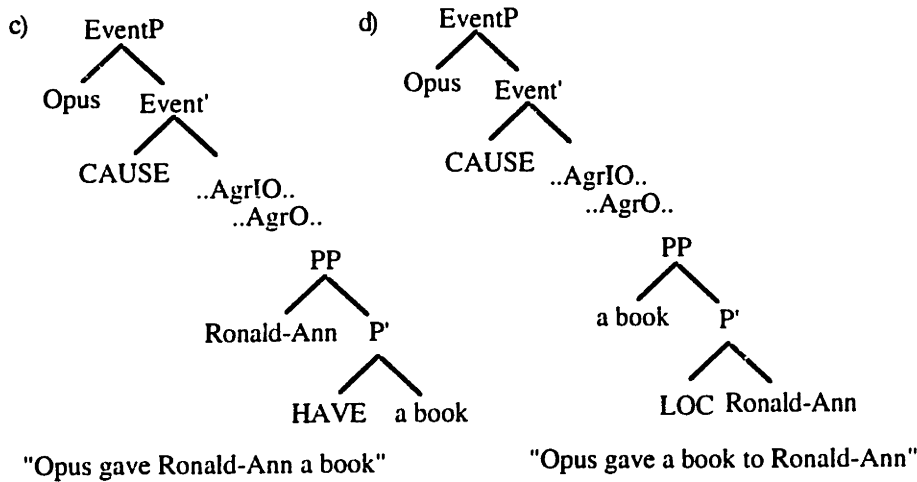 c)
EventP
Opus Event'
CAUSE
..AgrIO..
..AgrO..
PP
Ronald-Ann P'
HAVE a book
"Opus gave Ronald-Ann a book"
d)
EventP
Opus Event'
CAUSE
..AgrIO..
..AgrO..
PP
a book P'
LOC Ronald-Ann
"Opus gave a book to Ronald-Ann"